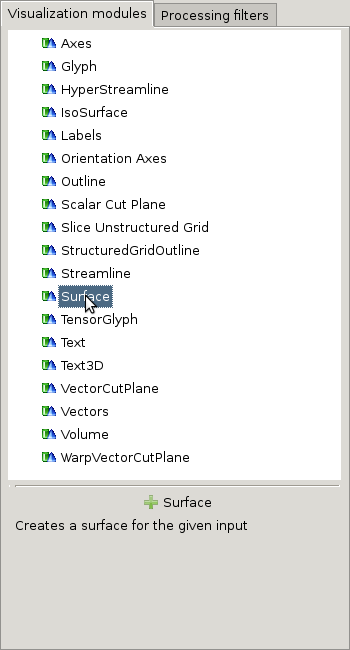 Visualization modules
Processing filters
Axes
Glyph
HyperStreamline
IsoSurface
Labels
Orientation Axes
Outline
Scalar Cut Plane
Slice Unstructured Grid
StructuredGridOutline
Streamline
Surface
TensorGlyph
Text
Text3D
VectorCutPlane
Vectors
Volume
WarpVectorCutPlane
Surface
Creates a surface for the given input